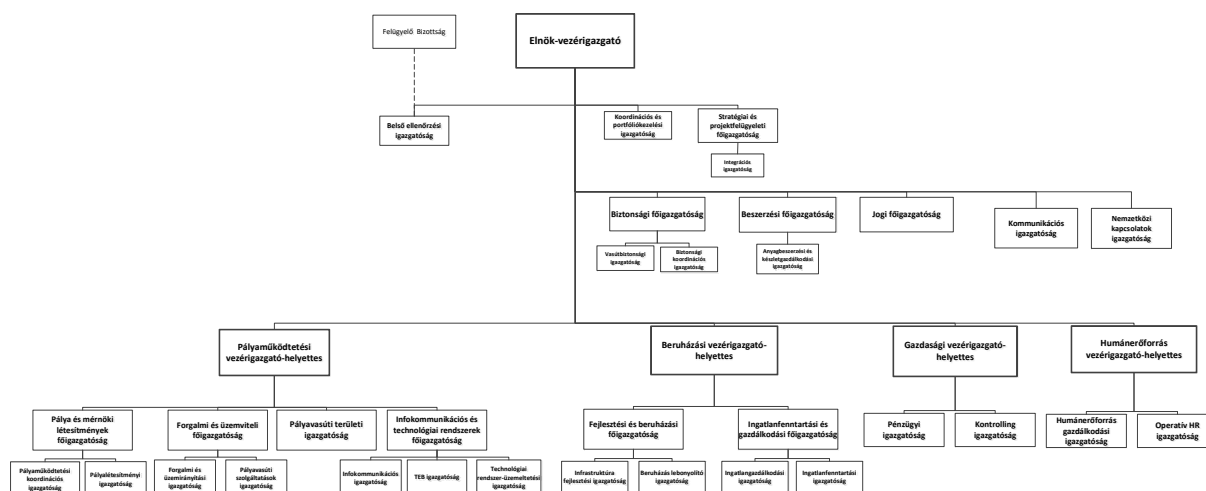 Felügyelő Bizottság
Elnök-vezérigazgató
Belső ellenőrzési
igazgatóság
Koordinációs és
portfóliókezelési
igazgatóság
Stratégiai és
projektfelügyeleti
főigazgatóság
Integrációs
igazgatóság
Biztonsági főigazgatóság
Beszerzési főigazgatóság
Jogi főigazgatóság
Kommunikációs
igazgatóság
Nemzetközi
kapcsolatok
igazgatóság
Vasútbiztonsági
igazgatóság
Biztonsági
koordinációs
igazgatóság
Anyagbeszerzési és
készletgazdálkodási
igazgatóság
Pályaműködtetési
vezérigazgató-helyettes
Beruházási vezérigazgató-
helyettes
Gazdasági vezérigazgató-
helyettes
Humánerőforrás
vezérigazgató-helyettes
Pálya és mérnöki
létesítmények
főigazgatóság
Forgalmi és üzemviteli
főigazgatóság
Pályavasúti területi
igazgatóság
Infokommunikációs és
technológiai rendszerek
főigazgatóság
Fejlesztési és beruházási
főigazgatóság
Ingatlanfenntartási és
gazdálkodási főigazgatóság
Pénzügyi
igazgatóság
Kontrolling
igazgatóság
Humánerőforrás
gazdálkodási
igazgatóság
Operatív HR
igazgatóság
Pályaműködtetési
koordinációs
igazgatóság
Pályalétesítményi
igazgatóság
Forgalmi és
üzemirányítási
igazgatóság
Pályavasúti
szolgáltatások
igazgatóság
Infokommunikációs
igazgatóság
TEB igazgatóság
Technológiai
rendszer-üzemeltetési
igazgatóság
Infrastruktúra
fejlesztési igazgatóság
Beruházás lebonyolító
igazgatóság
Ingatlangazdálkodási
igazgatóság
Ingatlanfenntartási
igazgatóság